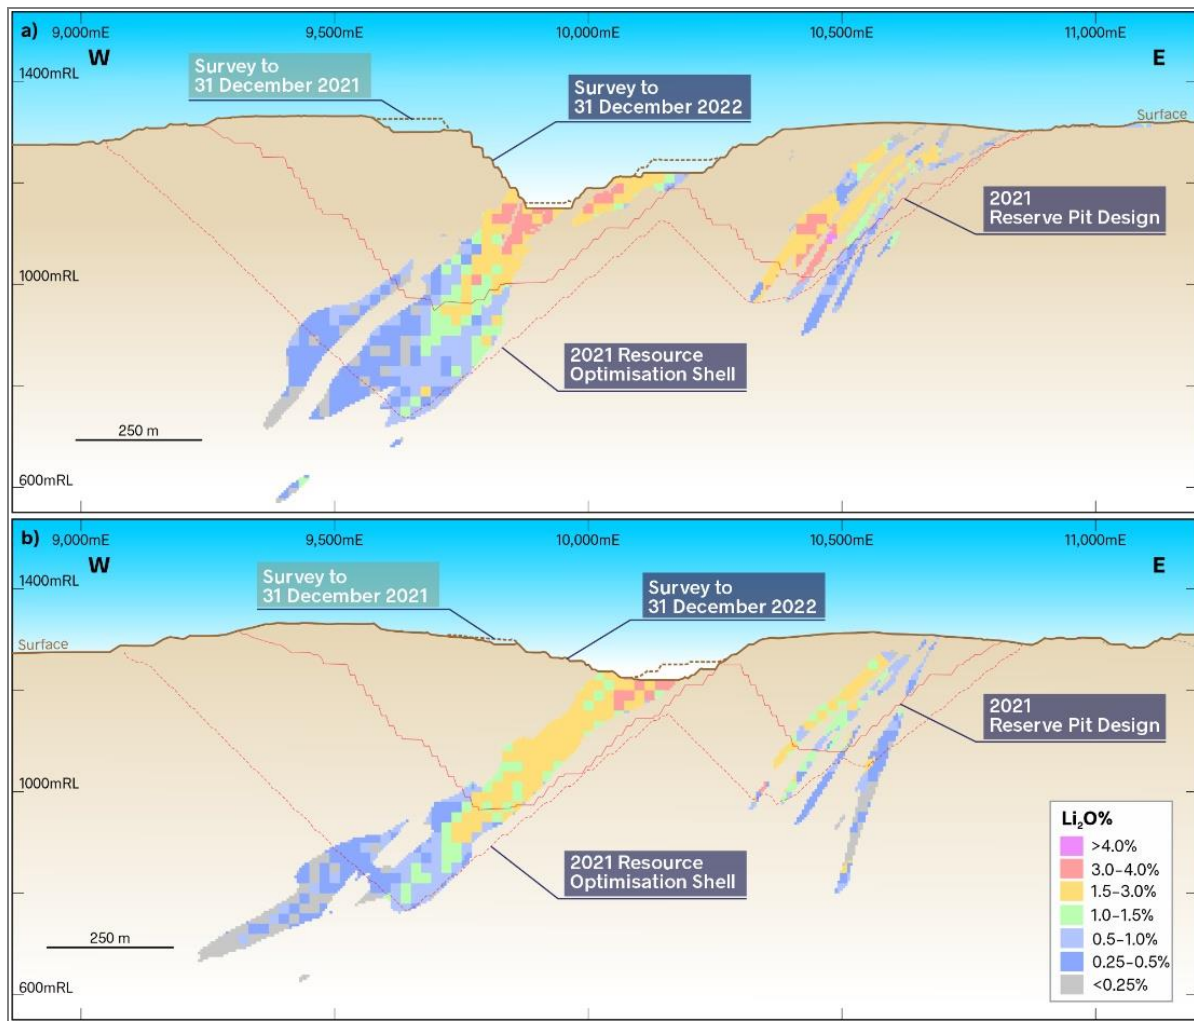 a)
9,000mE
9,500mE
10,000mE
10,500mE
11,000mE
W
E
Survey to
31 December 2021
Survey to
31 December 2022
1400mRL
Surface
2021
Reserve Pit Design
1000mRL
2021 Resource
Optimisation Shell
250 m
600mRL
b)
9,000mE
9,500mE
10,000mE
10,500mE
11,000mE
W
E
Survey to
31 December 2021
Survey to
31 December 2022
1400mRL
Surface
2021
Reserve Pit Design
1000mRL
2021 Resource
Optimisation Shell
250 m
600mRL
Li₂O%
>4.0%
3.0–4.0%
1.5–3.0%
1.0–1.5%
0.5–1.0%
0.25–0.5%
<0.25%